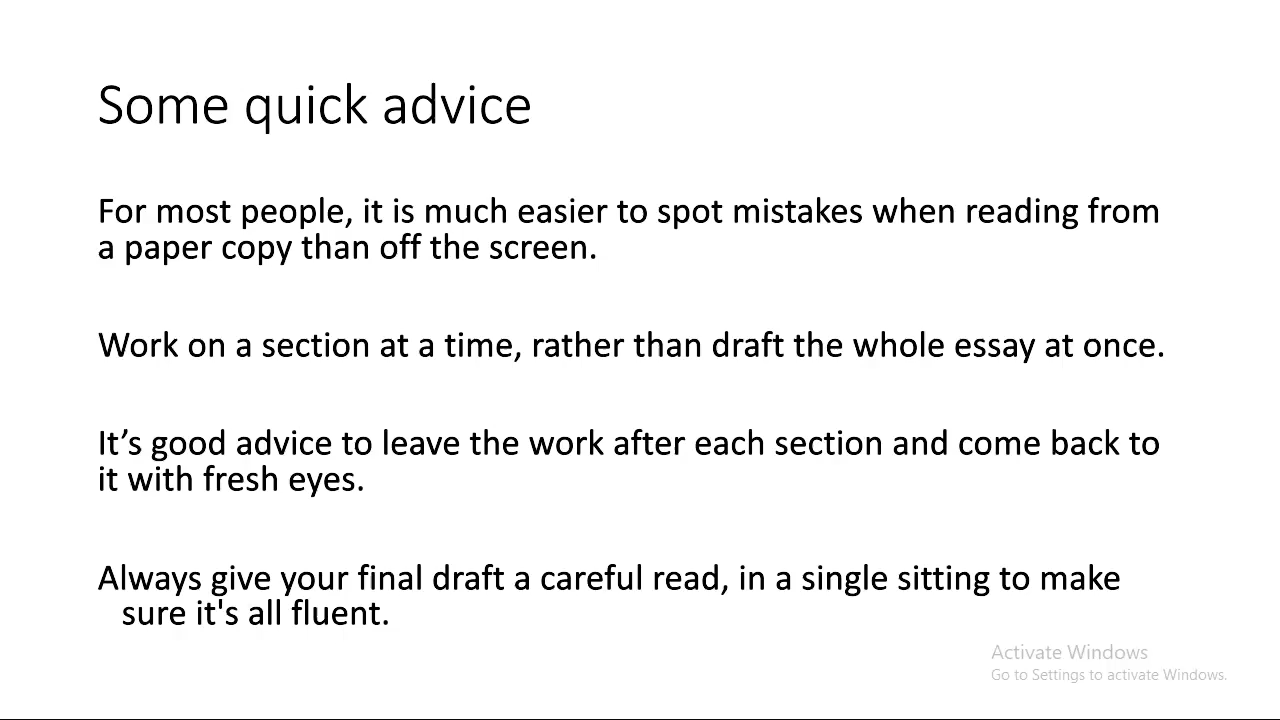 Some quick advice
For most people, it is much easier to spot mistakes when reading from
a paper copy than off the screen.
Work on a section at a time, rather than draft the whole essay at once.
It’s good advice to leave the work after each section and come back to
it with fresh eyes.
Always give your final draft a careful read, in a single sitting to make
sure it's all fluent.
Activate Windows
Go to Settings to activate Windows.